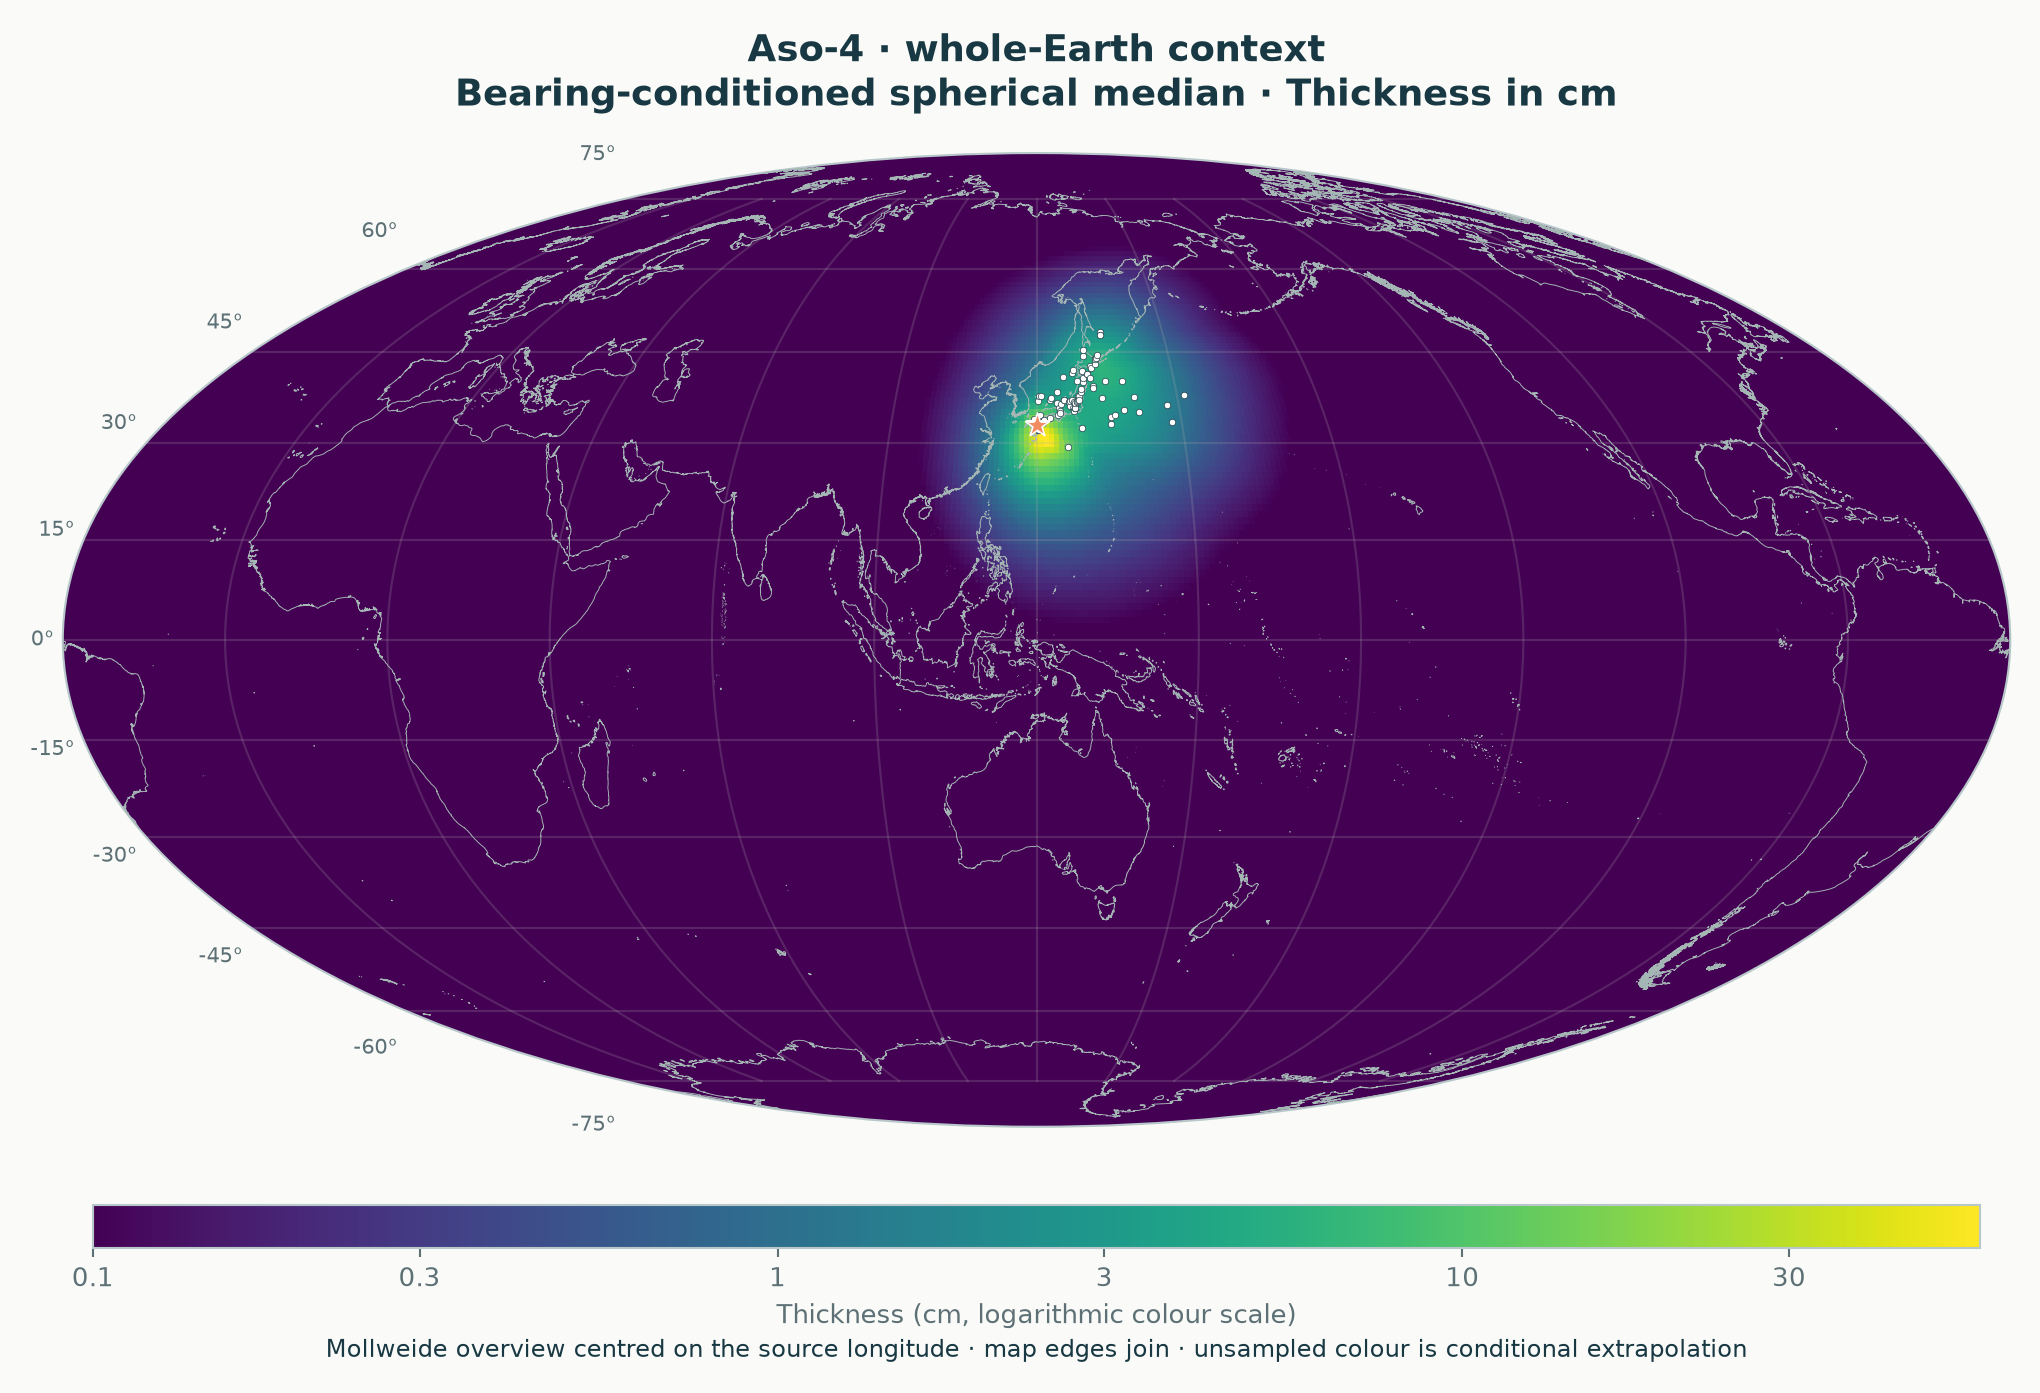 Aso-4 · whole-Earth context
Bearing-conditioned spherical median · Thickness in cm
75°
60°
45°
30°
15°
0°
-15°
-30°
-45°
-60°
-75°
0.1 0.3 1 3 10 30
Thickness (cm, logarithmic colour scale)
Mollweide overview centred on the source longitude · map edges join · unsampled colour is conditional extrapolation